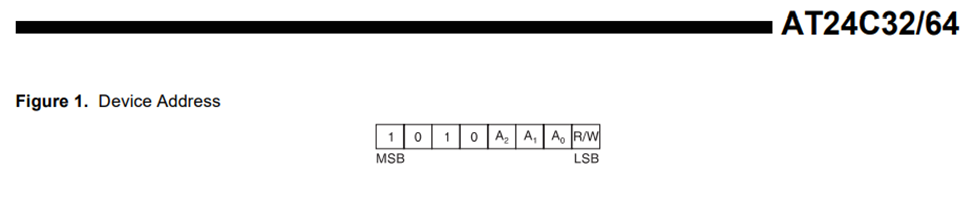 AT24C32/64
Figure 1. Device Address
1 0 1 0 A₂ A₁ A₀ R/W
MSB LSB